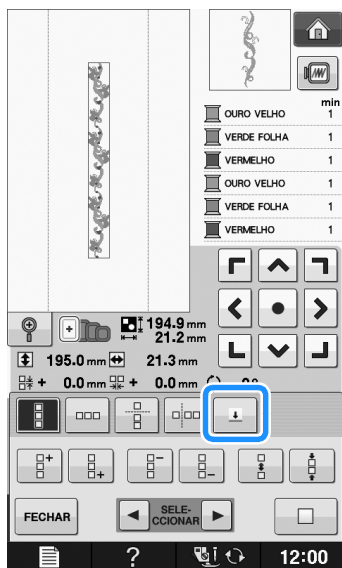 min
OURO VELHO 1
VERDE FOLHA 1
VERMELHO 1
OURO VELHO 1
VERDE FOLHA 1
VERMELHO 1
194.9 mm
21.2 mm
195.0 mm 21.3 mm
+ 0.0 mm + 0.0 mm
FECHAR
SELE-
CCIONAR
? 12:00